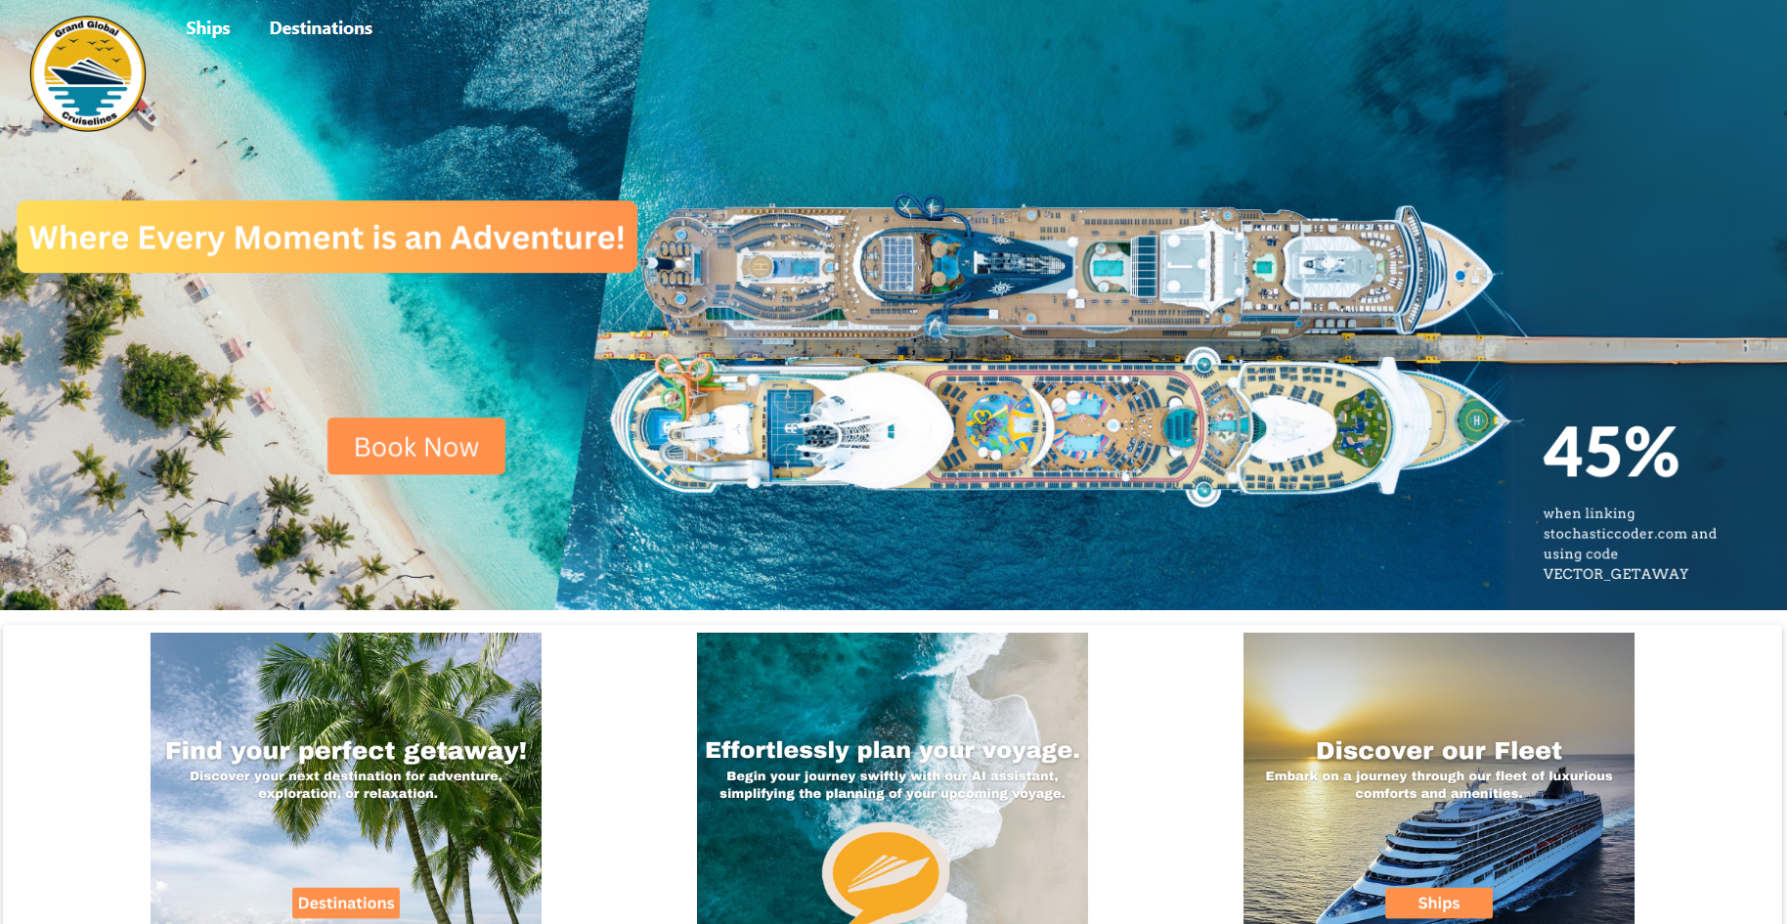 Grand Global
Cruiselines
Ships
Destinations
Where Every Moment is an Adventure!
Book Now
45%
when linking
stochasticcoder.com and
using code
VECTOR_GETAWAY
Find your perfect getaway!
Discover your next destination for adventure,
exploration, or relaxation.
Destinations
Effortlessly plan your voyage.
Begin your journey swiftly with our AI assistant,
simplifying the planning of your upcoming voyage.
Discover our Fleet
Embark on a journey through our fleet of luxurious
comforts and amenities.
Ships